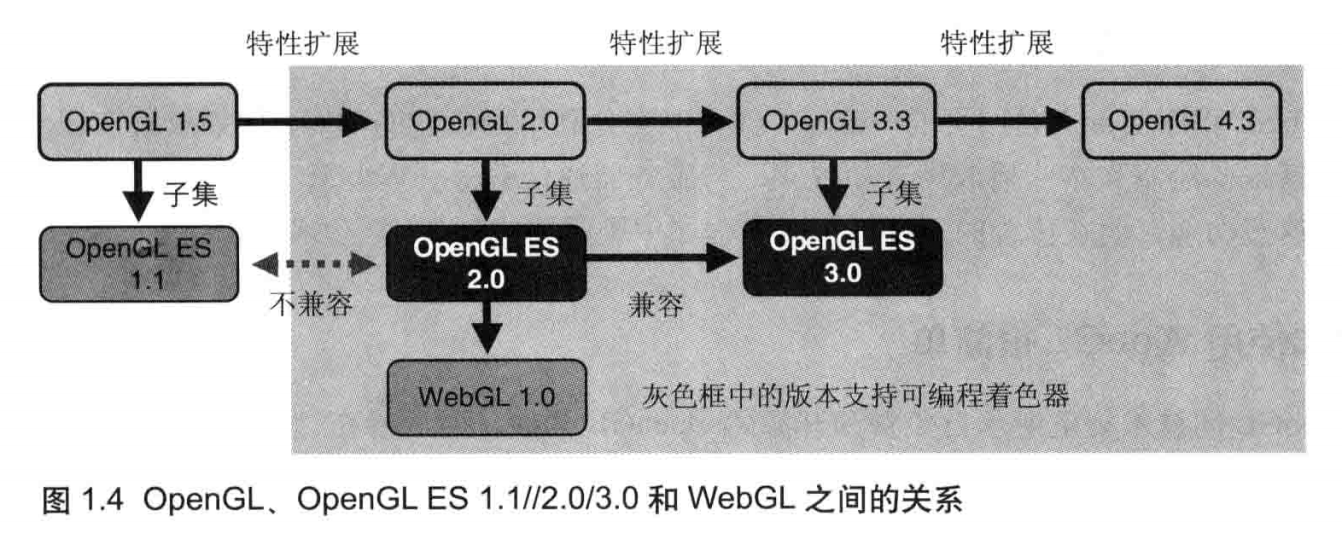 特性扩展 特性扩展 特性扩展
OpenGL 1.5 OpenGL 2.0 OpenGL 3.3 OpenGL 4.3
子集 子集 子集
OpenGL ES
1.1
OpenGL ES
2.0
OpenGL ES
3.0
不兼容 兼容
WebGL 1.0 灰色框中的版本支持可编程着色器
图 1.4 OpenGL、OpenGL ES 1.1//2.0/3.0 和 WebGL 之间的关系